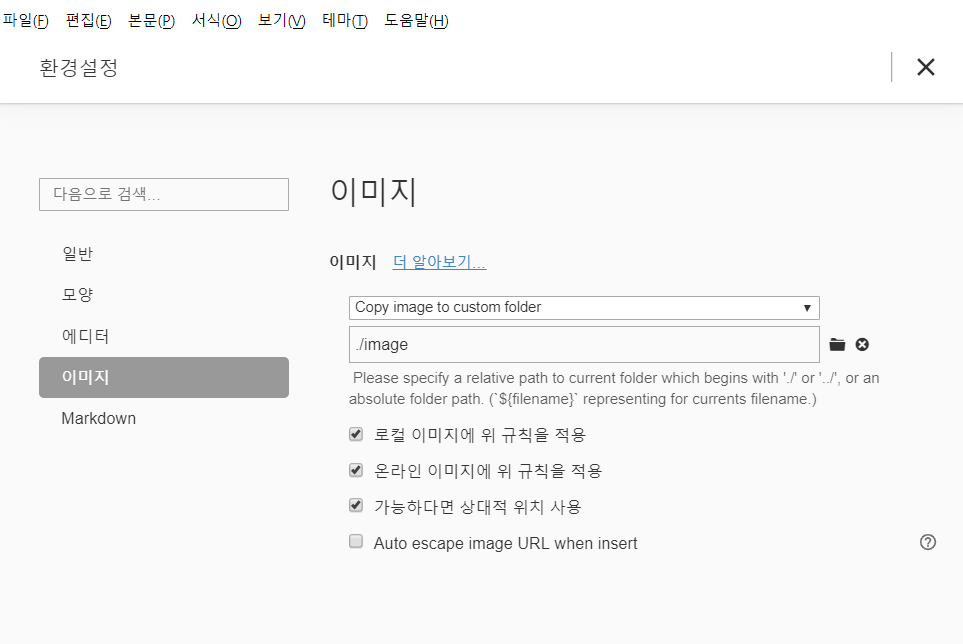 파일(F) 편집(E) 본문(P) 서식(O) 보기(V) 테마(T) 도움말(H)
환경설정
다음으로 검색...
일반
모양
에디터
이미지
Markdown
이미지
이미지 더 알아보기...
Copy image to custom folder
./image
Please specify a relative path to current folder which begins with './' or '../', or an
absolute folder path. (`${filename}` representing for currents filename.)
로컬 이미지에 위 규칙을 적용
온라인 이미지에 위 규칙을 적용
가능하다면 상대적 위치 사용
Auto escape image URL when insert